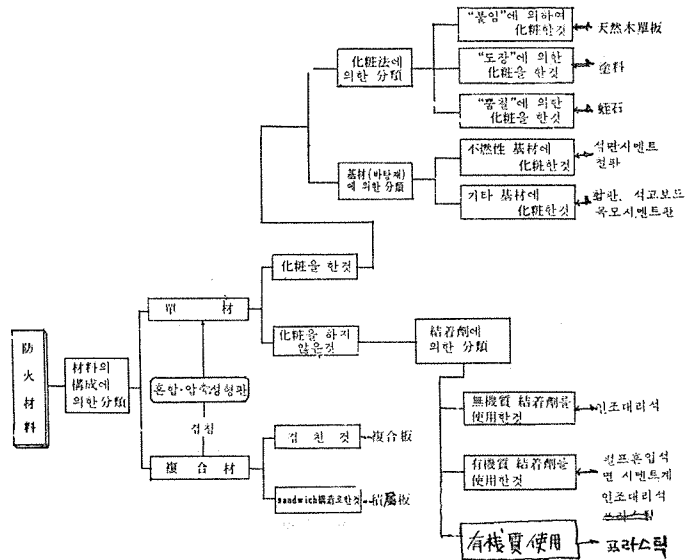 "붙임"에 의하여
化粧한것
天然木單板
化粧法에
의한 分類
"도장"에 의한
化粧을 한것
塗料
"뿜칠"에 의한
化粧을 한것
蛭石
不燃性 基材에
化粧한것
석면시멘트
基材(바탕재)
에 의한 分類
기타 基材에
化粧한것
합판, 석고보드
목모시멘트판
化粧을 한것
單 材
化粧을 하지
않은것
結着劑에
의한 分類
防火材料
材料의
構成에
의한分類
혼합·압축성형판
겹침
無機質 結着劑를
使用한것
인조대리석
複 合 材
겹 친 것
複合板
有機質 結着劑를
使用한것
펄프혼입석
면 시멘트계
인조대리석
프라스틱
sandwich構造로한것
有機質使用
프라스틱